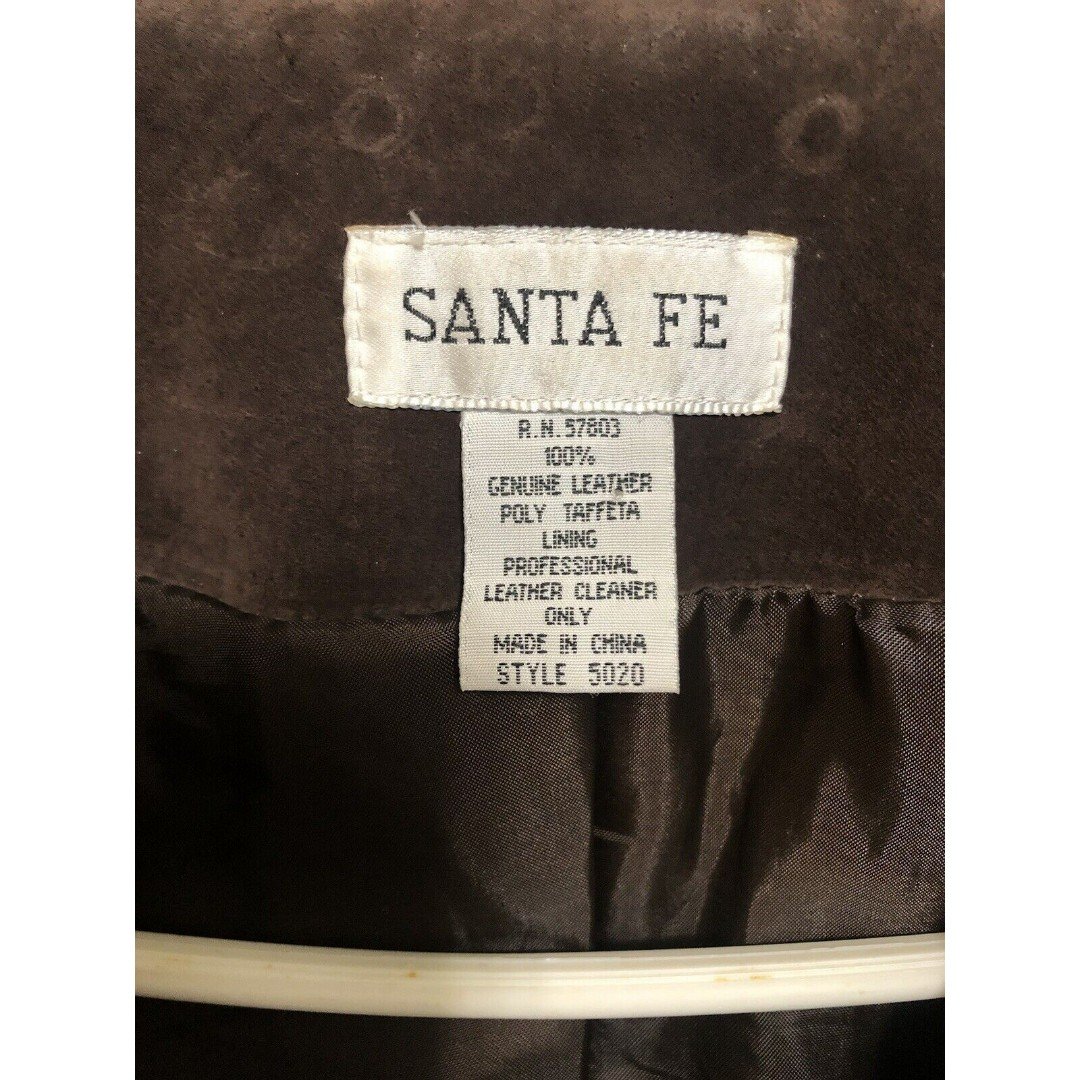 SANTA FE
R.N. 57803
100%
GENUINE LEATHER
POLY TAFFETA
LINING
PROFESSIONAL
LEATHER CLEANER
ONLY
MADE IN CHINA
STYLE 5020